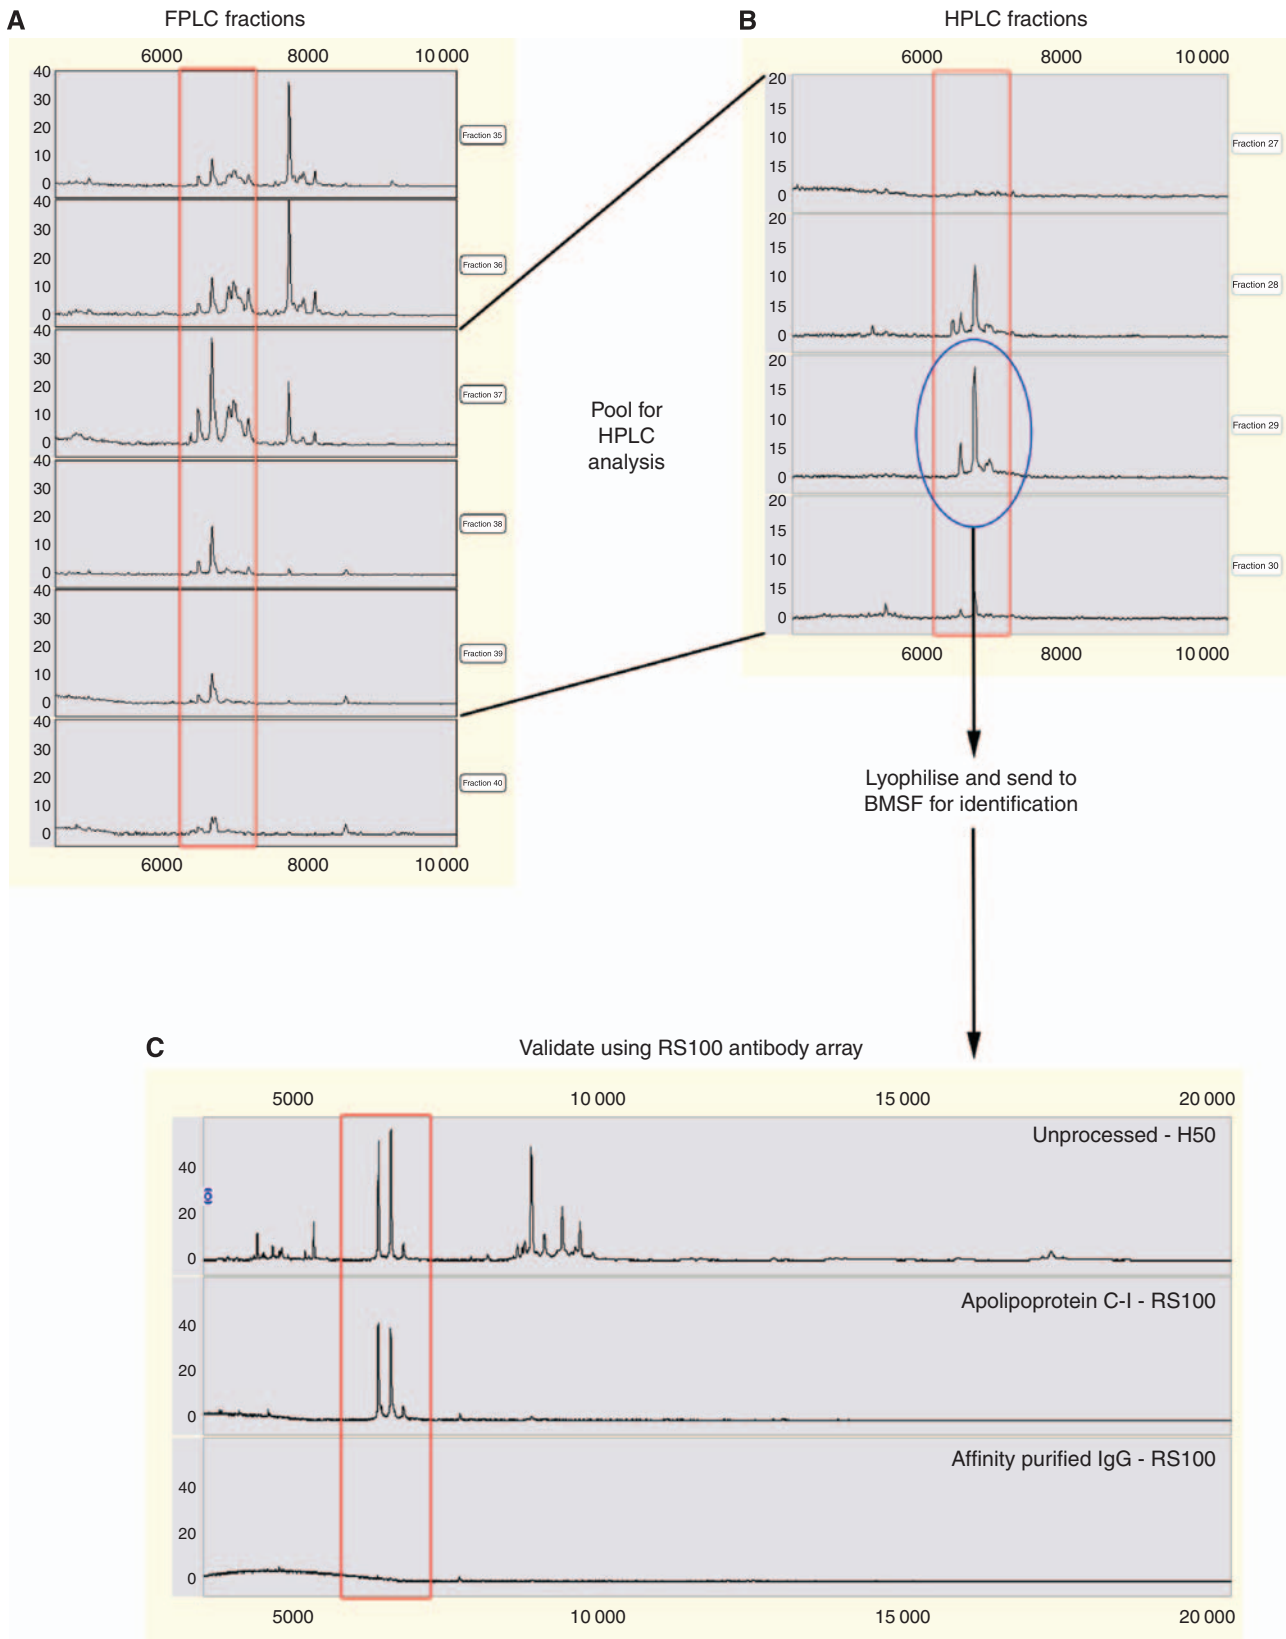 A
FPLC fractions
6000 8000 10 000
40
30
20
10
0
Fraction 35
40
30
20
10
0
Fraction 36
40
30
20
10
0
Fraction 37
40
30
20
10
0
Fraction 38
40
30
20
10
0
Fraction 39
40
30
20
10
0
Fraction 40
6000 8000 10 000
Pool for
HPLC
analysis
B
HPLC fractions
6000 8000 10 000
20
15
10
15
0
Fraction 27
20
15
10
15
0
Fraction 28
20
15
10
15
0
Fraction 29
20
15
10
15
0
Fraction 30
6000 8000 10 000
Lyophilise and send to
BMSF for identification
C
Validate using RS100 antibody array
5000 10 000 15 000 20 000
Unprocessed - H50
40
20
0
Apolipoprotein C-I - RS100
40
20
0
Affinity purified IgG - RS100
40
20
0
5000 10 000 15 000 20 000